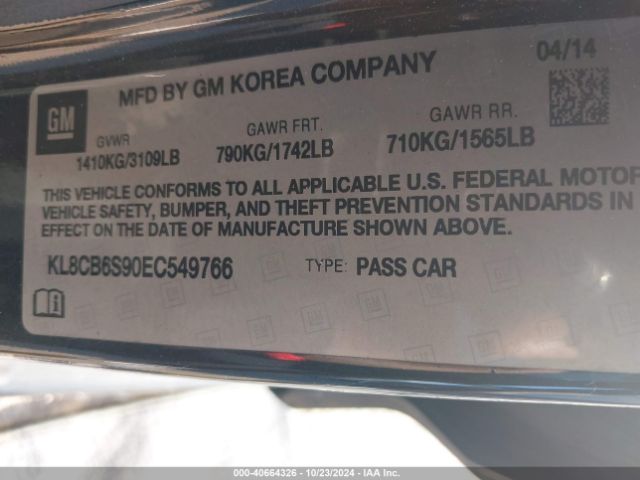 04/14
GM
MFD BY GM KOREA COMPANY
GVWR
1410KG/3109LB
GAWR FRT.
790KG/1742LB
GAWR RR.
710KG/1565LB
THIS VEHICLE CONFORMS TO ALL APPLICABLE U.S. FEDERAL MOTOR
VEHICLE SAFETY, BUMPER, AND THEFT PREVENTION STANDARDS IN
EFFECT ON THE DATE OF MANUFACTURE SHOWN ABOVE.
KL8CB6S90EC549766
TYPE: PASS CAR
000-40664326 - 10/23/2024 - IAA Inc.